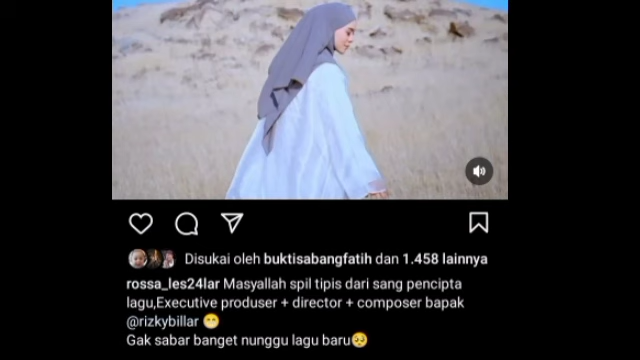 Disukai oleh buktisabangfatih dan 1.458 lainnya
rossa_les24lar Masyallah spil tipis dari sang pencipta
lagu,Executive produser + director + composer bapak
@rizkybillar 😁
Gak sabar banget nunggu lagu baru🥺